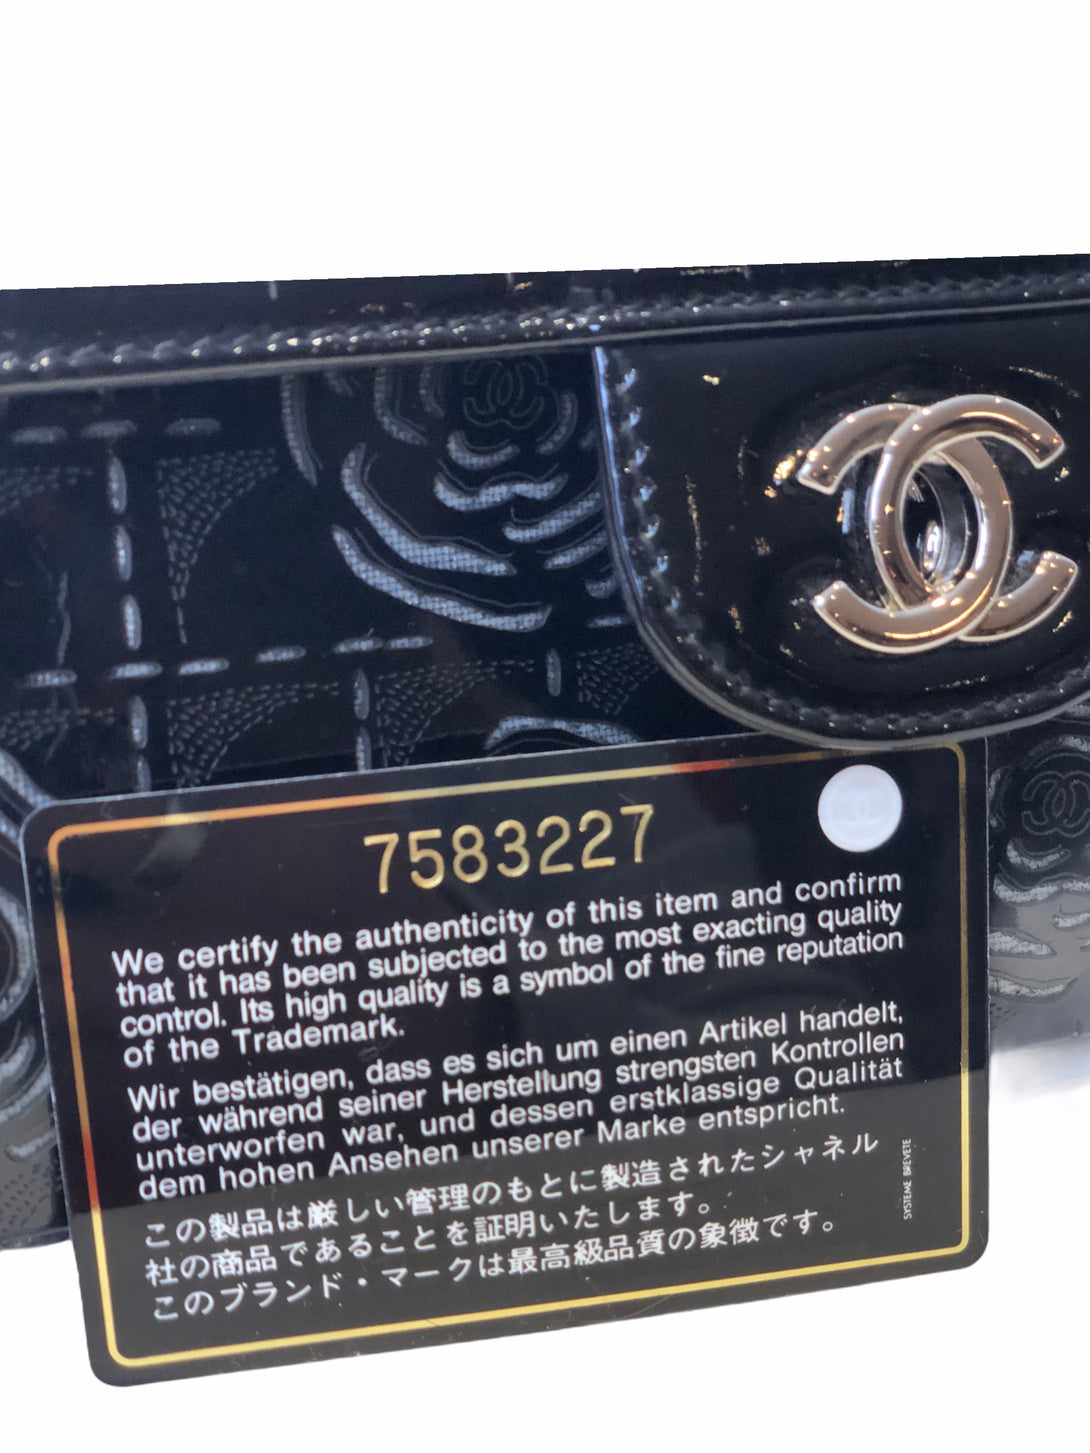 7583227
We certify the authenticity of this item and confirm
that it has been subjected to the most exacting quality
control. Its high quality is a symbol of the fine reputation
of the Trademark.
Wir bestätigen, dass es sich um einen Artikel handelt,
der während seiner Herstellung strengsten Kontrollen
unterworfen war, und dessen erstklassige Qualität
dem hohen Ansehen unserer Marke entspricht.
この製品は厳しい管理のもとに製造されたシャネル
社の商品であることを証明いたします。
このブランド・マークは最高級品質の象徴です。
SYSTEME BREVETE